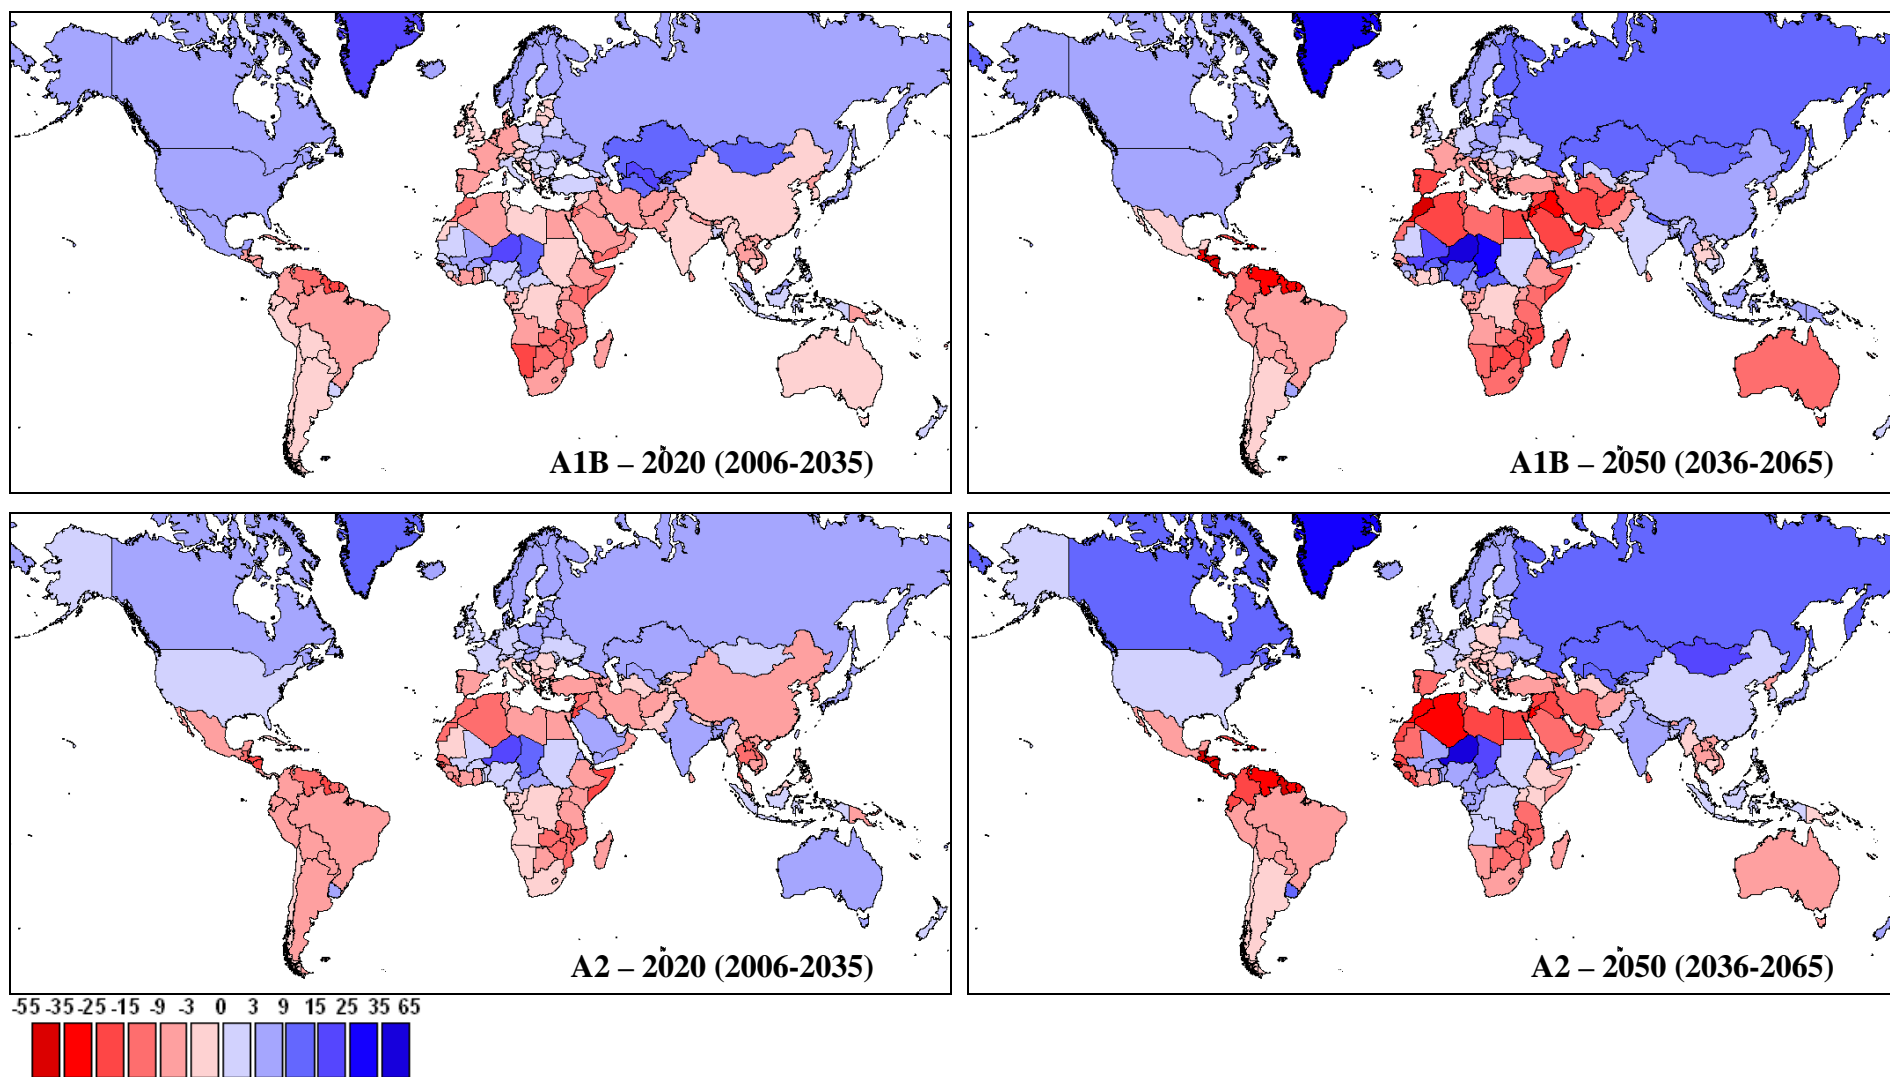 A1B – 2020 (2006-2035)
A1B – 2050 (2036-2065)
A2 – 2020 (2006-2035)
A2 – 2050 (2036-2065)
-55 -35 -25 -15 -9 -3 0 3 9 15 25 35 65